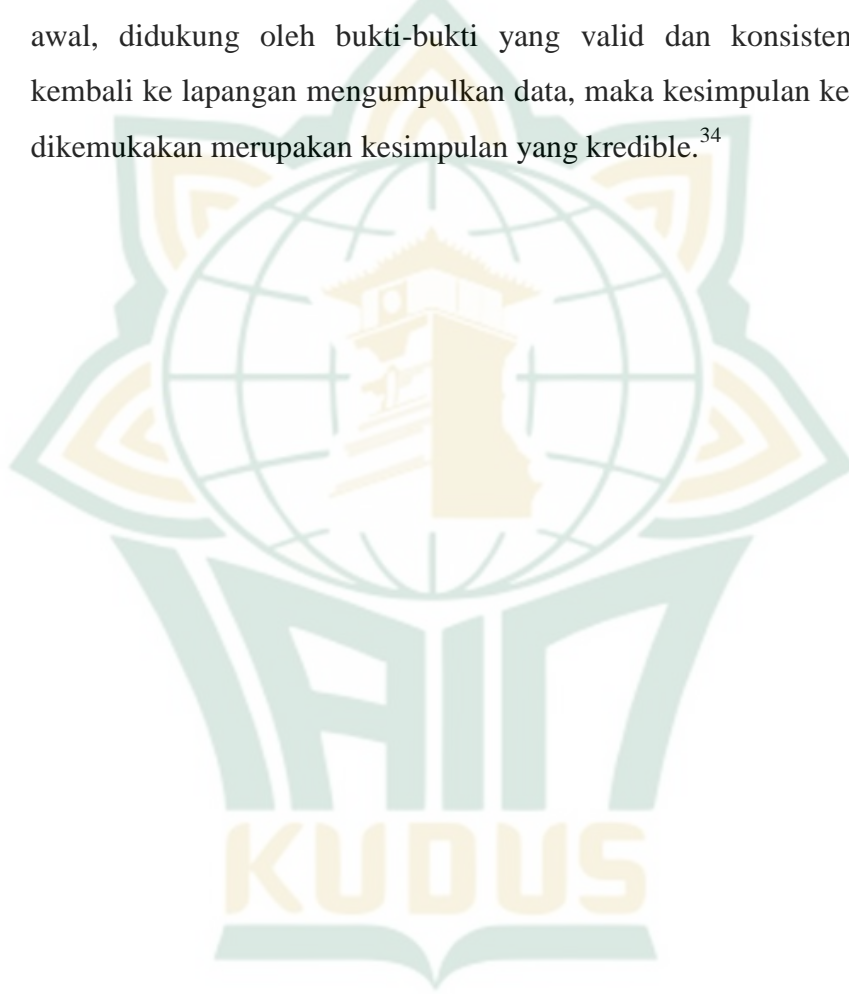 awal, didukung oleh bukti-bukti yang valid dan konsisten
kembali ke lapangan mengumpulkan data, maka kesimpulan ke
dikemukakan merupakan kesimpulan yang kredible.34
IAIN
KUDUS